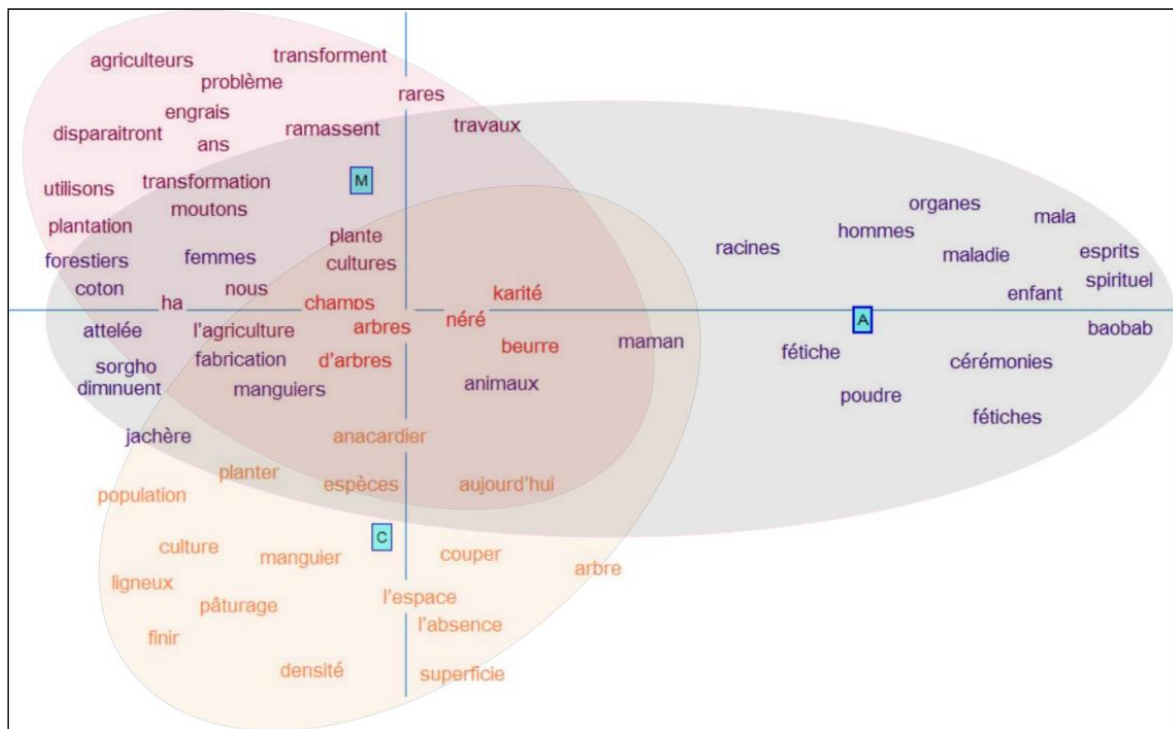 agriculteurs
transforment
problème
rares
engrais
travaux
disparaitront
ramassent
ans
utilisons
transformation
M
moutons
plantation
plante
organes
mala
hommes
racines
forestiers
femmes
cultures
maladie
esprits
spirituel
coton
nous
ha
champs
karité
enfant
néré
A
attelée
l'agriculture
arbres
baobab
sorgho
fabrication
d'arbres
beurre
maman
fétiche
cérémonies
diminuent
manguiers
animaux
poudre
fétiches
jachère
anacardier
planter
espèces
aujourd'hui
population
C
culture
manguier
couper
arbre
ligneux
pâturage
l'espace
l'absence
finir
densité
superficie